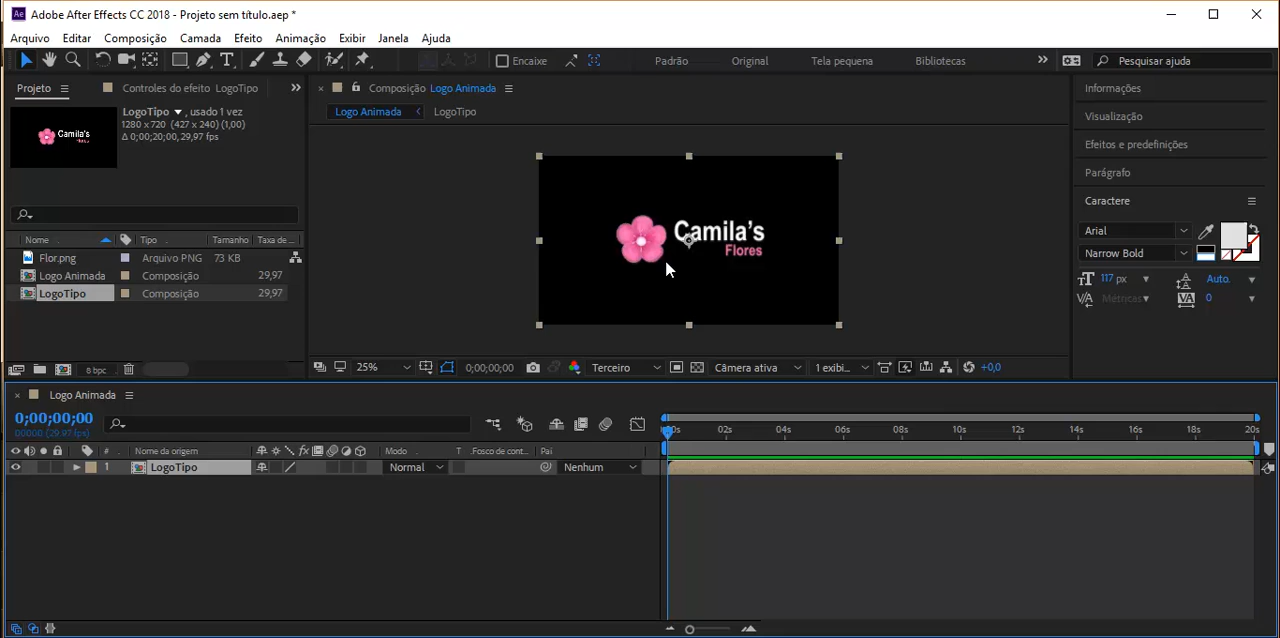 Ae Adobe After Effects CC 2018 - Projeto sem título.aep *
Arquivo Editar Composição Camada Efeito Animação Exibir Janela Ajuda
T Encaixe Padrão Original Tela pequena Bibliotecas Pesquisar ajuda
Projeto Controles do efeito LogoTipo
LogoTipo , usado 1 vez
1280 x 720 (427 x 240) (1,00)
Δ 0;00;20;00, 29,97 fps
Camila's
Nome Tipo Tamanho Taxa de ...
Flor.png Arquivo PNG 73 KB
Logo Animada Composição 29,97
LogoTipo Composição 29,97
8 bpc
Composição Logo Animada
Logo Animada LogoTipo
Camila's
Flores
25% 0;00;00;00 Terceiro Câmera ativa 1 exibi... +0,0
Informações
Visualização
Efeitos e predefinições
Parágrafo
Caractere
Arial
Narrow Bold
117 px Auto.
Métricas 0
Logo Animada
0;00;00;00
00000 (29.97 fps)
02s 04s 06s 08s 10s 12s 14s 16s 18s 20s
# Nome da origem fx Modo T .Fosco de cont... Pai
1 LogoTipo Normal Nenhum